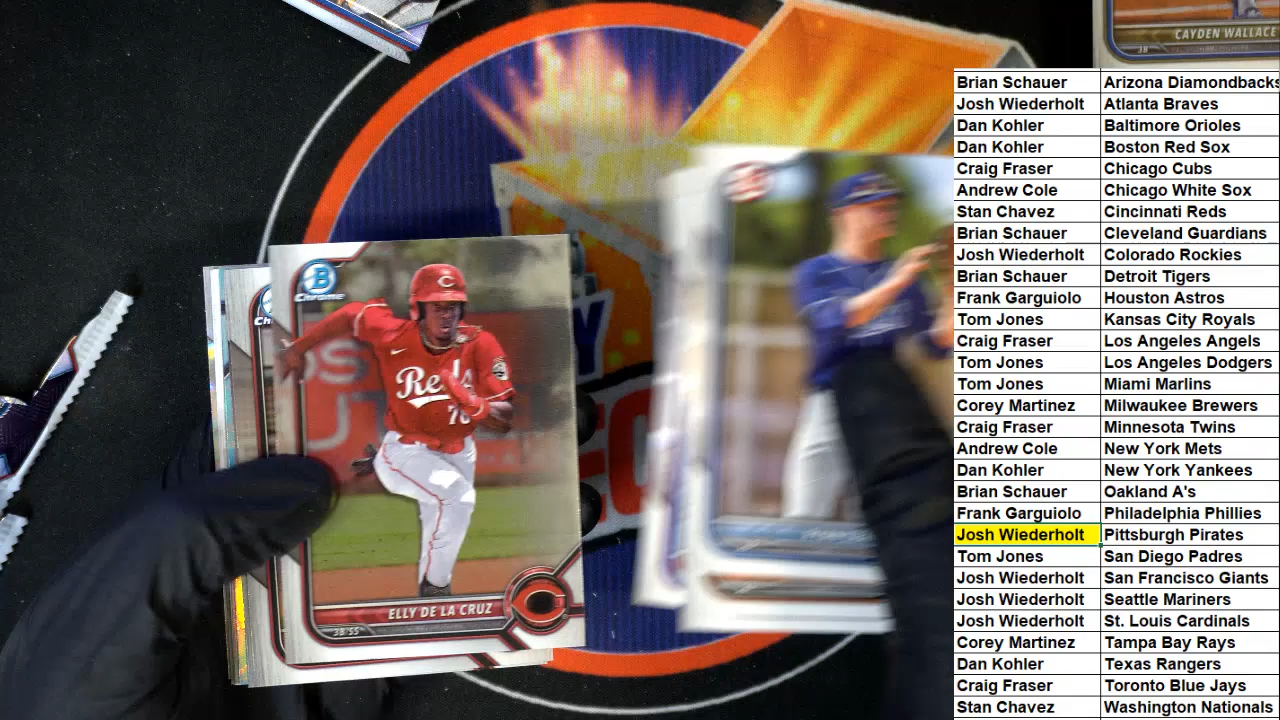 CAYDEN WALLACE
3B
Brian Schauer Arizona Diamondbacks
Josh Wiederholt Atlanta Braves
Dan Kohler Baltimore Orioles
Dan Kohler Boston Red Sox
Craig Fraser Chicago Cubs
Andrew Cole Chicago White Sox
Stan Chavez Cincinnati Reds
Brian Schauer Cleveland Guardians
Josh Wiederholt Colorado Rockies
Brian Schauer Detroit Tigers
Frank Garguiolo Houston Astros
Tom Jones Kansas City Royals
Craig Fraser Los Angeles Angels
Tom Jones Los Angeles Dodgers
Tom Jones Miami Marlins
Corey Martinez Milwaukee Brewers
Craig Fraser Minnesota Twins
Andrew Cole New York Mets
Dan Kohler New York Yankees
Brian Schauer Oakland A's
Frank Garguiolo Philadelphia Phillies
Josh Wiederholt Pittsburgh Pirates
Tom Jones San Diego Padres
Josh Wiederholt San Francisco Giants
Josh Wiederholt Seattle Mariners
Josh Wiederholt St. Louis Cardinals
Corey Martinez Tampa Bay Rays
Dan Kohler Texas Rangers
Craig Fraser Toronto Blue Jays
Stan Chavez Washington Nationals
B
Chrome
Ch
C
Reds
ELLY DE LA CRUZ
3B/SS